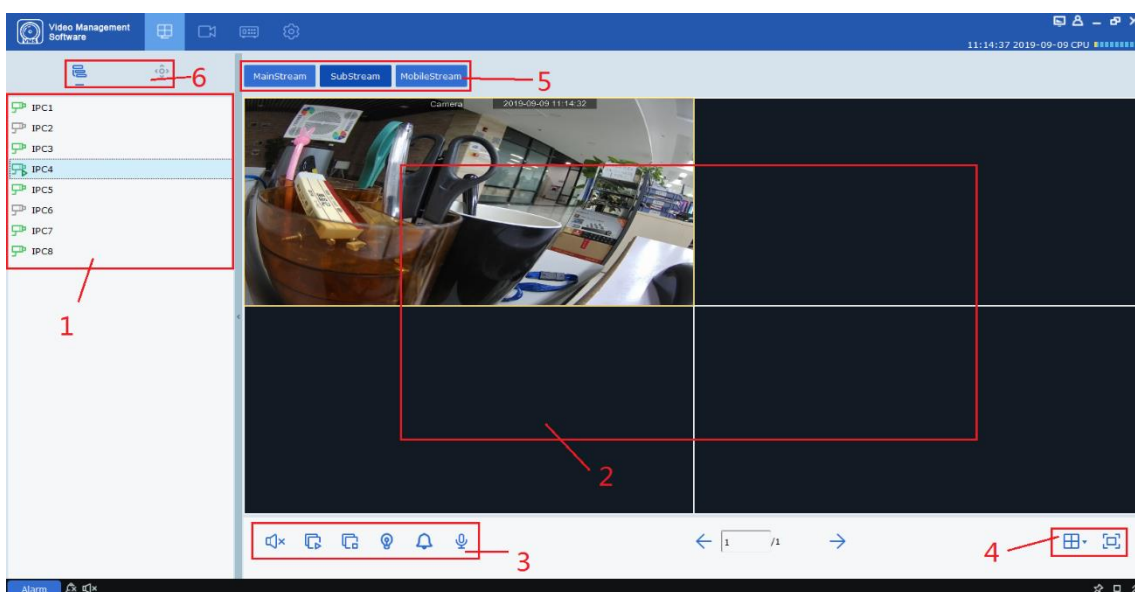 Video Management
Software
11:14:37 2019-09-09 CPU
6
MainStream
SubStream
MobileStream
5
IPC1
IPC2
IPC3
IPC4
IPC5
IPC6
IPC7
IPC8
1
Camera
2019-09-09 11:14:32
2
3
1 /1
4
Alarm